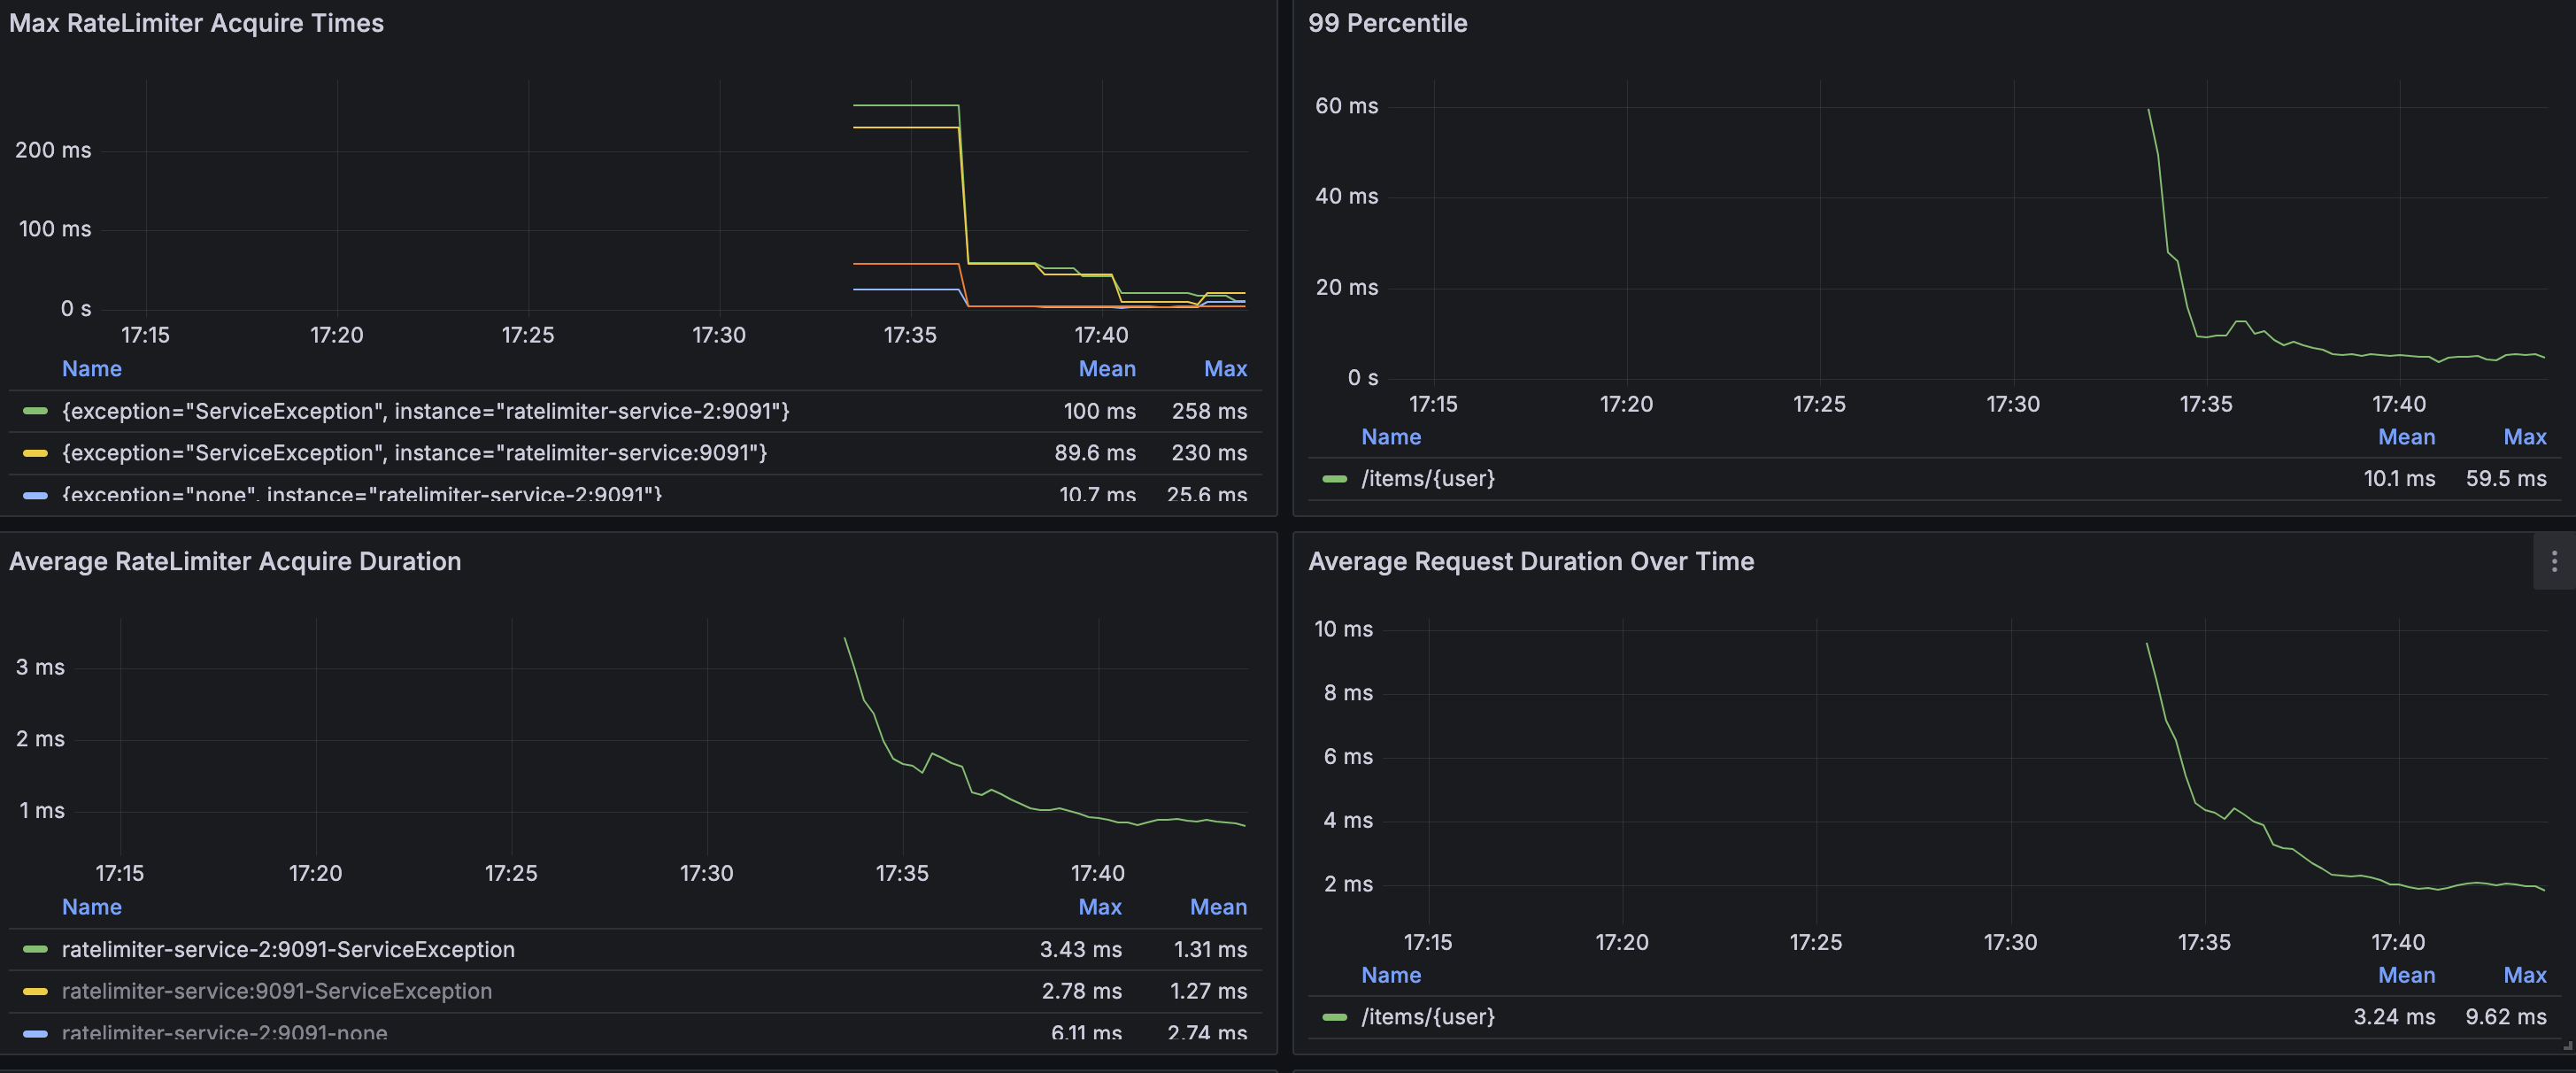 Max RateLimiter Acquire Times
200 ms
100 ms
0 s
17:15 17:20 17:25 17:30 17:35 17:40
Name Mean Max
{exception="ServiceException", instance="ratelimiter-service-2:9091"} 100 ms 258 ms
{exception="ServiceException", instance="ratelimiter-service:9091"} 89.6 ms 230 ms
{exception="none", instance="ratelimiter-service-2:9091"} 10.7 ms 25.6 ms
99 Percentile
60 ms
40 ms
20 ms
0 s
17:15 17:20 17:25 17:30 17:35 17:40
Name Mean Max
/items/{user} 10.1 ms 59.5 ms
Average RateLimiter Acquire Duration
3 ms
2 ms
1 ms
17:15 17:20 17:25 17:30 17:35 17:40
Name Max Mean
ratelimiter-service-2:9091-ServiceException 3.43 ms 1.31 ms
ratelimiter-service:9091-ServiceException 2.78 ms 1.27 ms
ratelimiter-service-2:9091-none 6.11 ms 2.74 ms
Average Request Duration Over Time
10 ms
8 ms
6 ms
4 ms
2 ms
17:15 17:20 17:25 17:30 17:35 17:40
Name Mean Max
/items/{user} 3.24 ms 9.62 ms